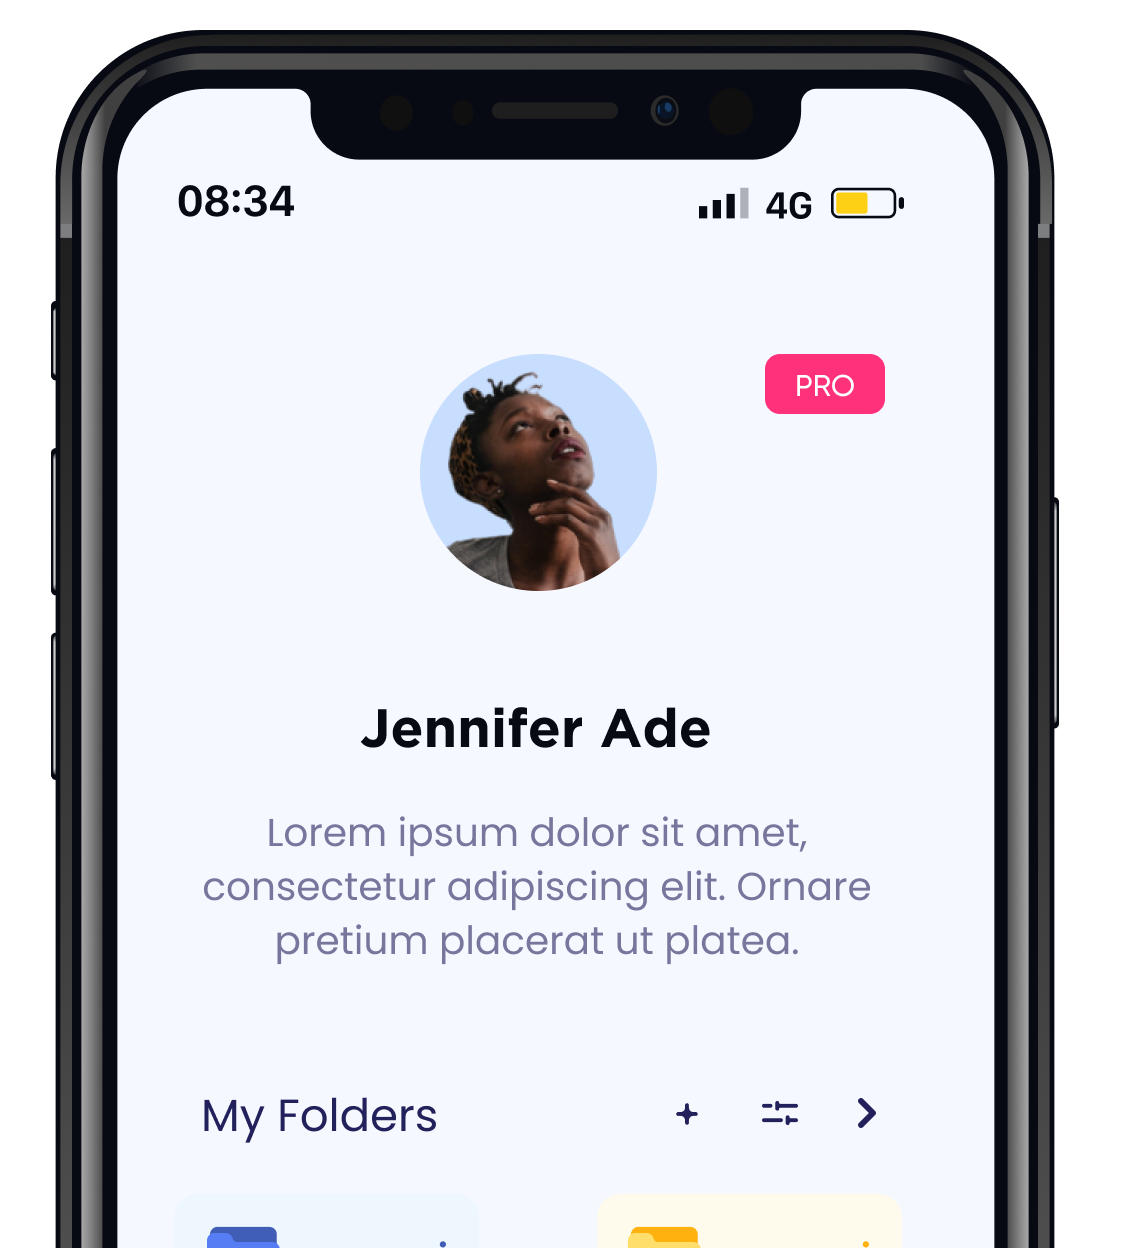 08:34
4G
PRO
Jennifer Ade
Lorem ipsum dolor sit amet,
consectetur adipiscing elit. Ornare
pretium placerat ut platea.
My Folders